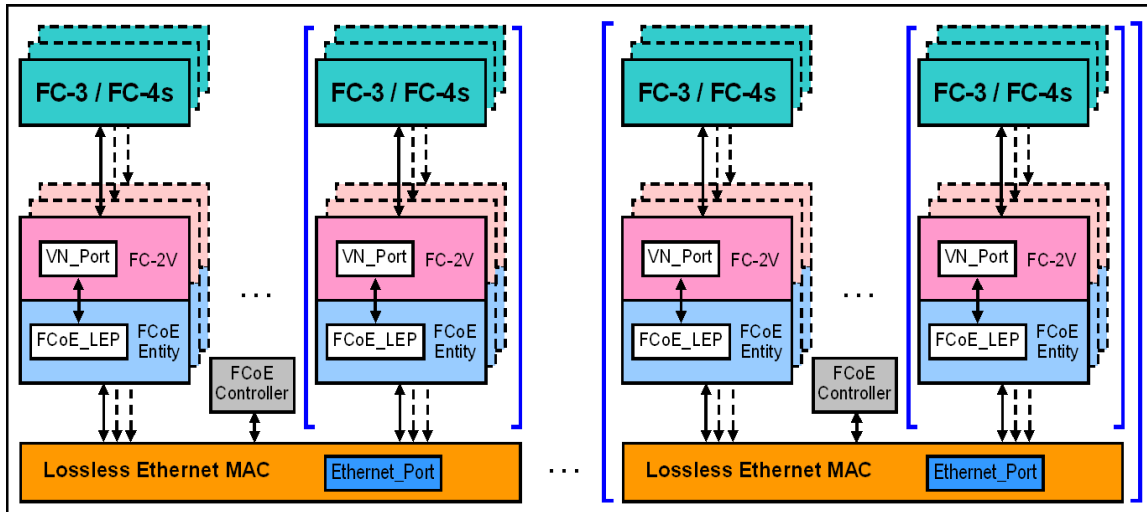 FC-3 / FC-4s
FC-3 / FC-4s
FC-3 / FC-4s
FC-3 / FC-4s
VN_Port
FC-2V
VN_Port
FC-2V
VN_Port
FC-2V
VN_Port
FC-2V
...
...
FCoE_LEP
FCoE
Entity
FCoE_LEP
FCoE
Entity
FCoE_LEP
FCoE
Entity
FCoE_LEP
FCoE
Entity
FCoE
Controller
FCoE
Controller
Lossless Ethernet MAC
Ethernet_Port
...
Lossless Ethernet MAC
Ethernet_Port